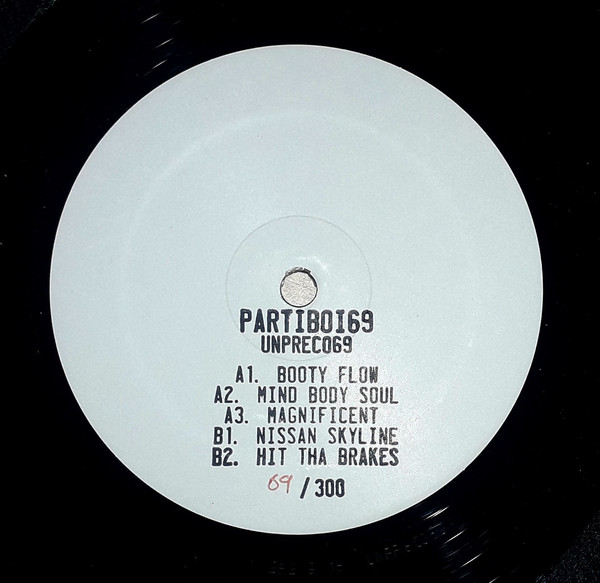 PARTIBOI69
UNPREC069
A1. BOOTY FLOW
A2. MIND BODY SOUL
A3. MAGNIFICENT
B1. NISSAN SKYLINE
B2. HIT THA BRAKES
69 / 300